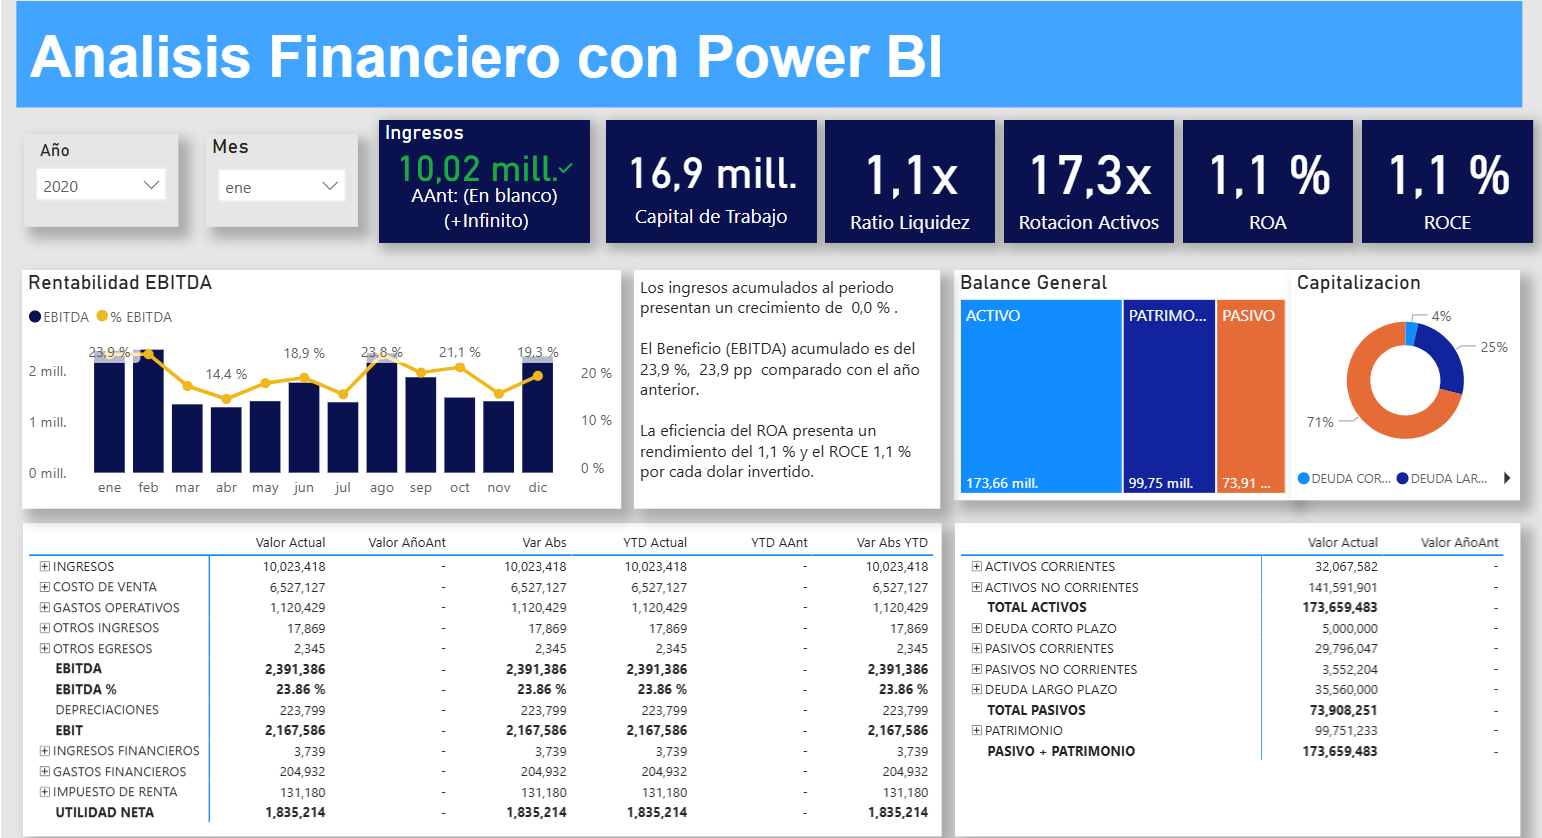 Analisis Financiero con Power BI
Año
2020
Mes
ene
Ingresos
10,02 mill.
AAnt: (En blanco)
(+Infinito)
16,9 mill.
Capital de Trabajo
1,1x
Ratio Liquidez
17,3x
Rotacion Activos
1,1 %
ROA
1,1 %
ROCE
Rentabilidad EBITDA
EBITDA % EBITDA
23,9 % 14,4 % 18,9 % 23,8 % 21,1 % 19,3 %
2 mill.
1 mill.
0 mill.
20 %
10 %
0 %
ene feb mar abr may jun jul ago sep oct nov dic
Los ingresos acumulados al periodo
presentan un crecimiento de 0,0 % .
El Beneficio (EBITDA) acumulado es del
23,9 %, 23,9 pp comparado con el año
anterior.
La eficiencia del ROA presenta un
rendimiento del 1,1 % y el ROCE 1,1 %
por cada dolar invertido.
Balance General
ACTIVO
173,66 mill.
PATRIMO...
99,75 mill.
PASIVO
73,91 ...
Capitalizacion
4%
25%
71%
DEUDA COR... DEUDA LAR...
Valor Actual Valor AñoAnt Var Abs YTD Actual YTD AAnt Var Abs YTD
INGRESOS 10,023,418 - 10,023,418 10,023,418 - 10,023,418
COSTO DE VENTA 6,527,127 - 6,527,127 6,527,127 - 6,527,127
GASTOS OPERATIVOS 1,120,429 - 1,120,429 1,120,429 - 1,120,429
OTROS INGRESOS 17,869 - 17,869 17,869 - 17,869
OTROS EGRESOS 2,345 - 2,345 2,345 - 2,345
EBITDA 2,391,386 - 2,391,386 2,391,386 - 2,391,386
EBITDA % 23.86 % - 23.86 % 23.86 % - 23.86 %
DEPRECIACIONES 223,799 - 223,799 223,799 - 223,799
EBIT 2,167,586 - 2,167,586 2,167,586 - 2,167,586
INGRESOS FINANCIEROS 3,739 - 3,739 3,739 - 3,739
GASTOS FINANCIEROS 204,932 - 204,932 204,932 - 204,932
IMPUESTO DE RENTA 131,180 - 131,180 131,180 - 131,180
UTILIDAD NETA 1,835,214 - 1,835,214 1,835,214 - 1,835,214
Valor Actual Valor AñoAnt
ACTIVOS CORRIENTES 32,067,582 -
ACTIVOS NO CORRIENTES 141,591,901 -
TOTAL ACTIVOS 173,659,483 -
DEUDA CORTO PLAZO 5,000,000 -
PASIVOS CORRIENTES 29,796,047 -
PASIVOS NO CORRIENTES 3,552,204 -
DEUDA LARGO PLAZO 35,560,000 -
TOTAL PASIVOS 73,908,251 -
PATRIMONIO 99,751,233 -
PASIVO + PATRIMONIO 173,659,483 -